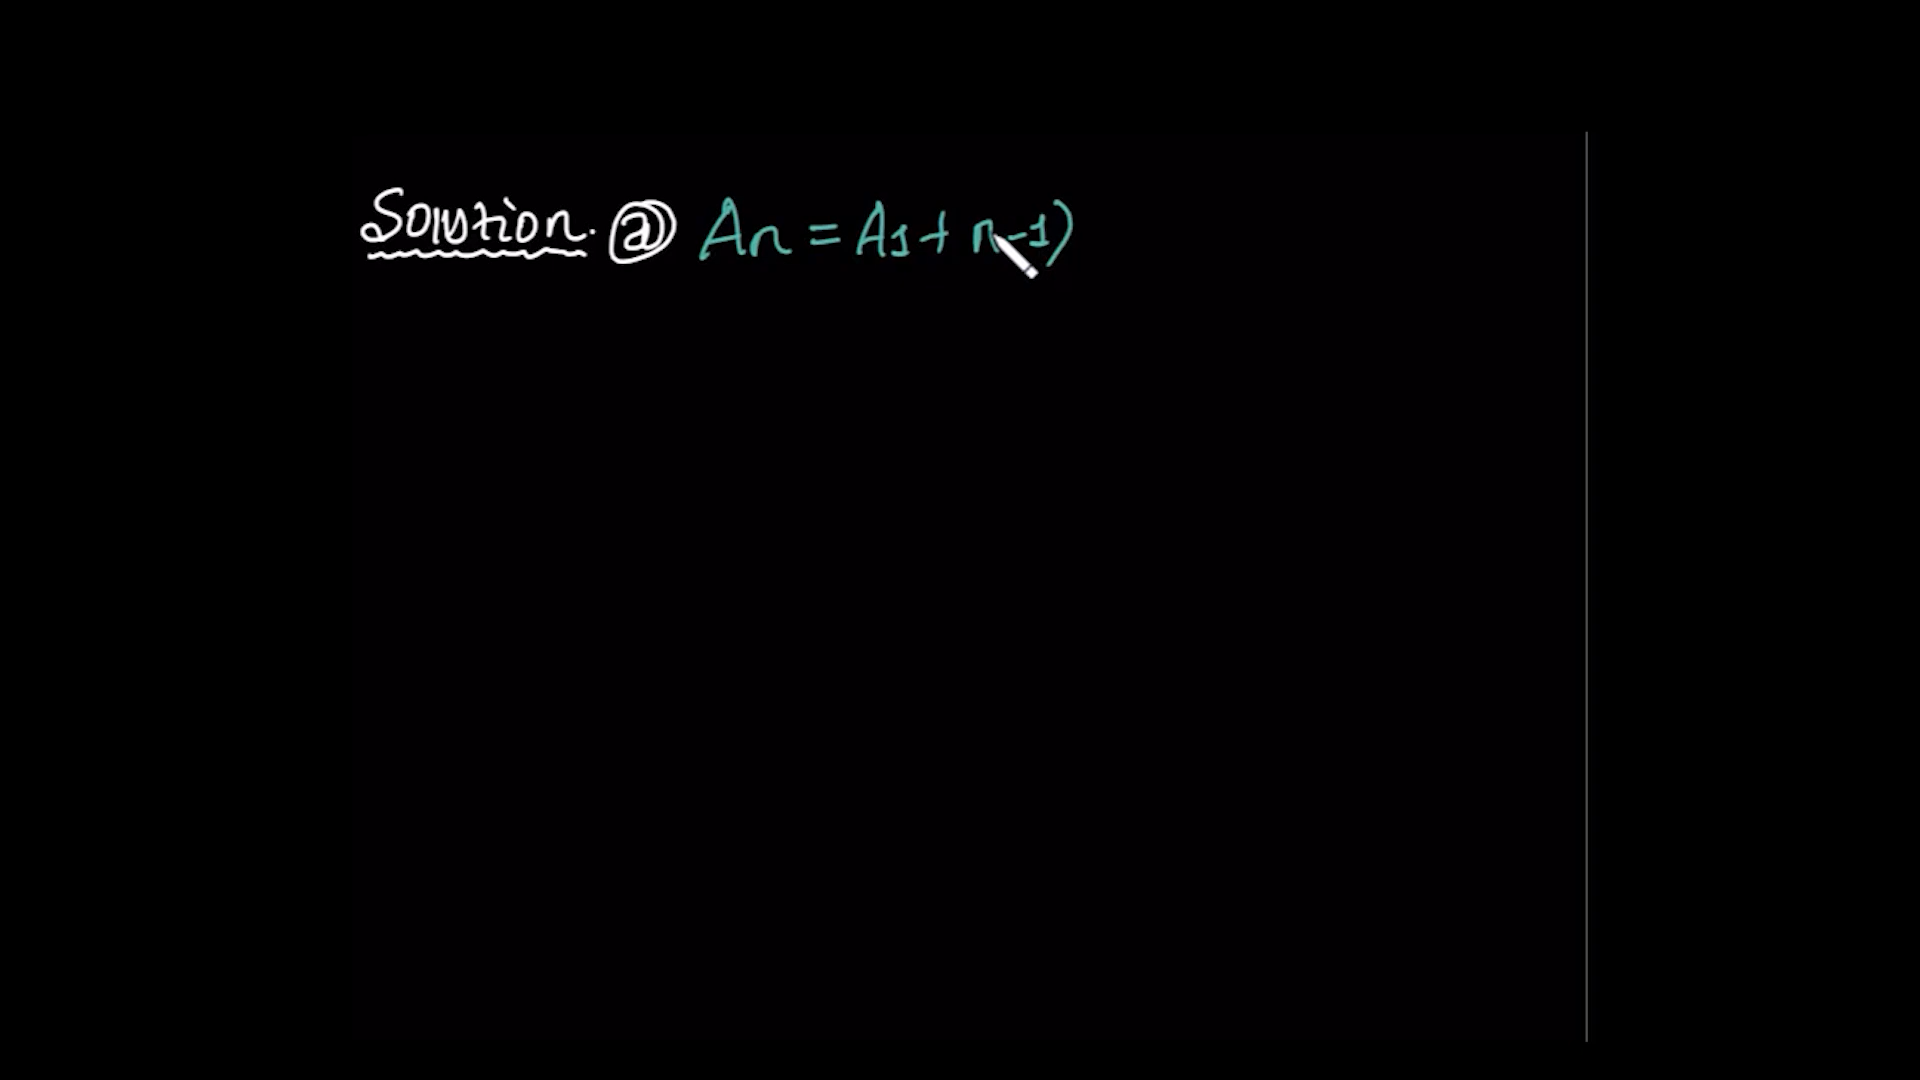 Solution. ⓐ An = A1 + n-1)